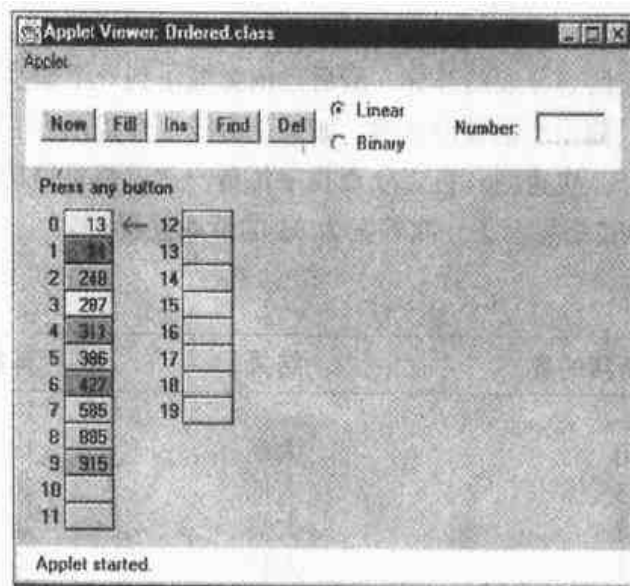 Applet Viewer: Ordered.class
Applet
New Fill Ins Find Del Linear
Binary
Number:
Press any button
0 13 12
1 13
2 248 14
3 297 15
4 311 16
5 386 17
6 427 18
7 585 19
8 885
9 915
10
11
Applet started.